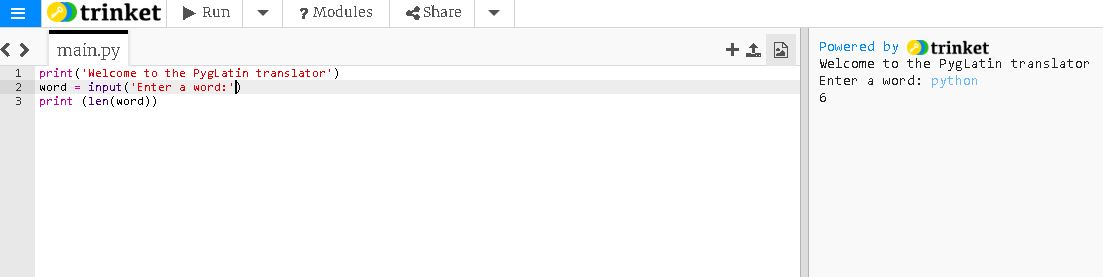 trinket Run ? Modules Share
main.py
1 print('Welcome to the PygLatin translator')
2 word = input('Enter a word:')
3 print (len(word))
Powered by trinket
Welcome to the PygLatin translator
Enter a word: python
6